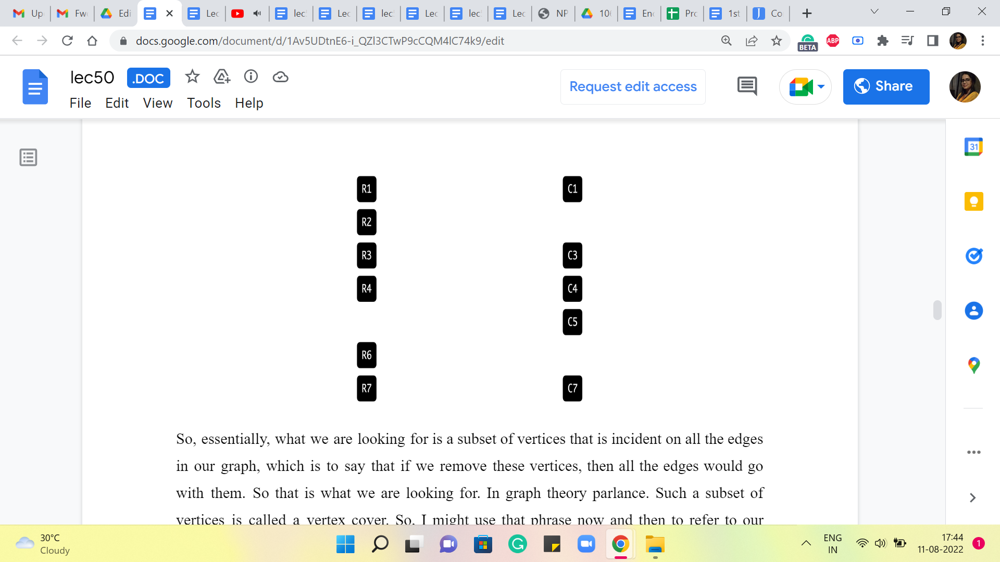 Up
Fw
Edi
Lec
lec
Lec
lec
Lec
lec
Lec
NP
10
Enc
Pro
1st
Co
docs.google.com/document/d/1Av5UDtnE6-i_QZl3CTwP9cCQM4lC74k9/edit
BETA
ABP
lec50 .DOC
Request edit access
Share
File Edit View Tools Help
31
R1 C1
R2
R3 C3
R4 C4
C5
R6
R7 C7
So, essentially, what we are looking for is a subset of vertices that is incident on all the edges
in our graph, which is to say that if we remove these vertices, then all the edges would go
with them. So that is what we are looking for. In graph theory parlance. Such a subset of
vertices is called a vertex cover. So, I might use that phrase now and then to refer to our
30°C
Cloudy
ENG
IN
17:44
11-08-2022
1